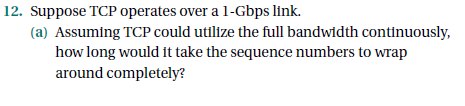 12. Suppose TCP operates over a 1-Gbps link.
(a) Assuming TCP could utilize the full bandwidth continuously,
how long would it take the sequence numbers to wrap
around completely?